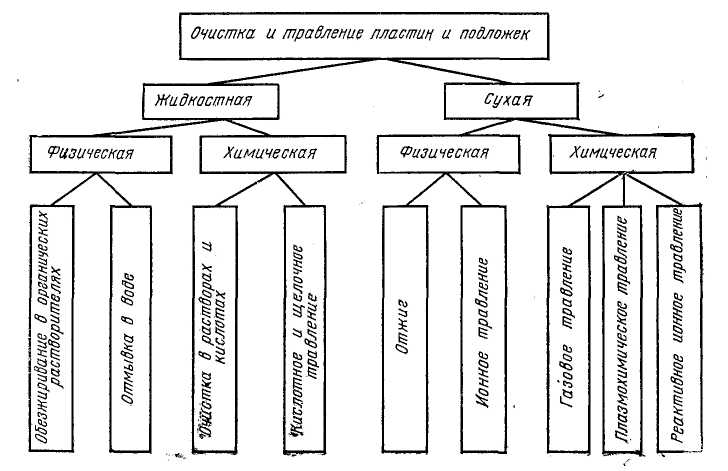 Очистка и травление пластин и подложек
Жидкостная
Сухая
Физическая
Химическая
Физическая
Химическая
Обезжиривание в органических
растворителях
Отмывка в воде
Очистка в растворах и
кислотах
Кислотное и щелочное
травление
Отжиг
Ионное травление
Газовое травление
Плазмохимическое травление
Реактивное ионное травление